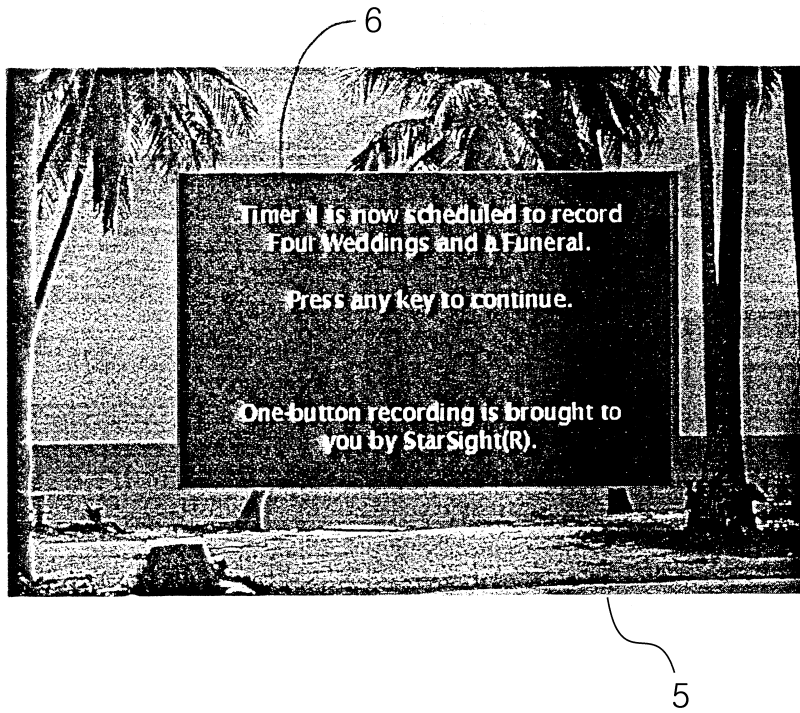 6
Timer 1 is now scheduled to record
Four Weddings and a Funeral.
Press any key to continue.
One-button recording is brought to
you by StarSight(R).
5